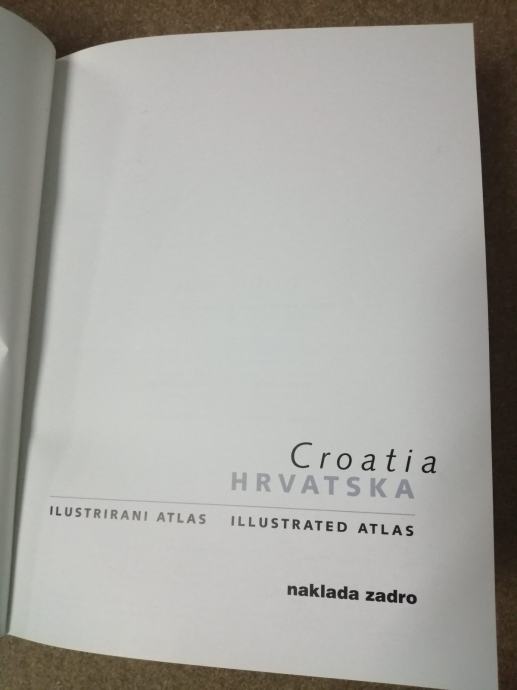 Croatia
HRVATSKA
ILUSTRIRANI ATLAS ILLUSTRATED ATLAS
naklada zadro